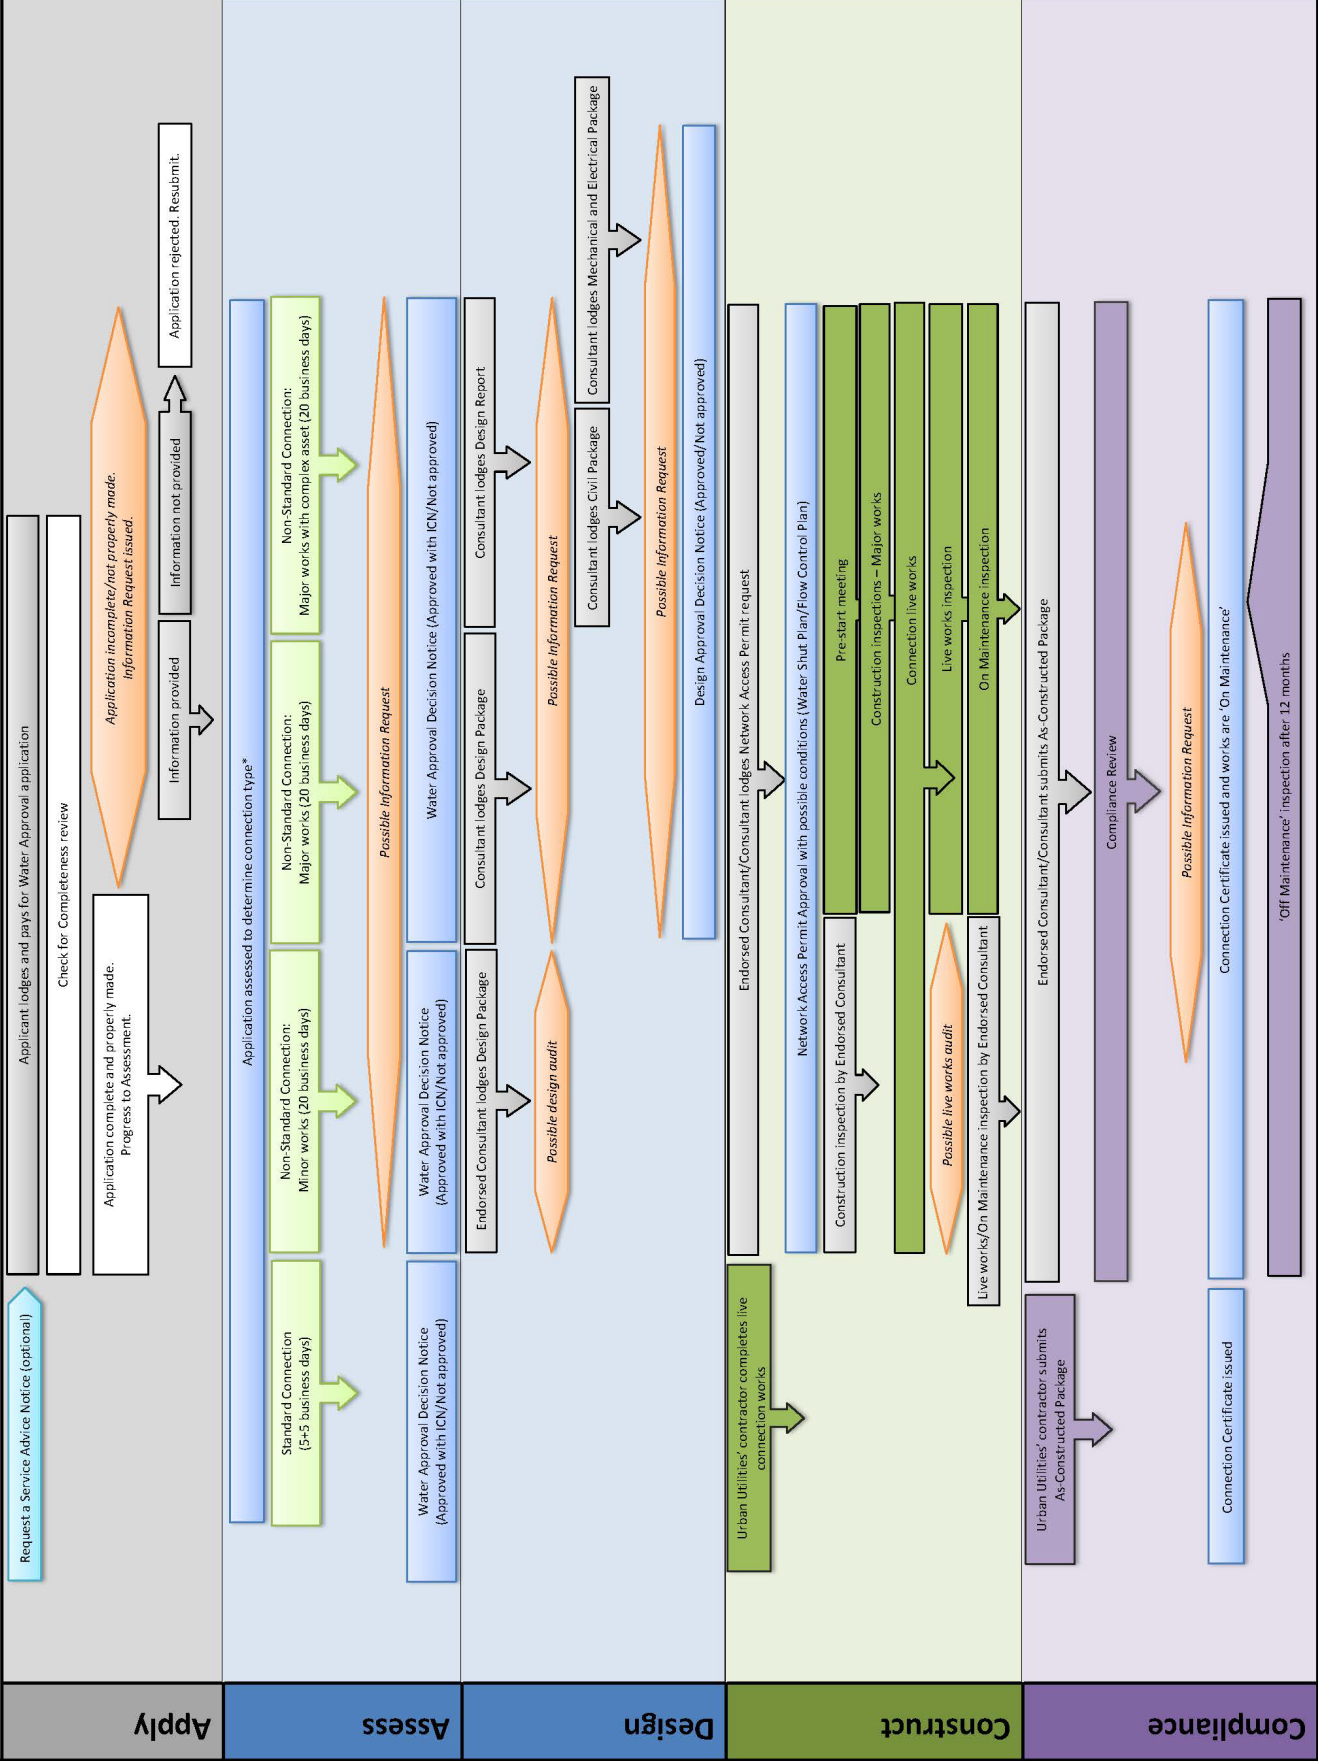 Apply
Request a Service Advice Notice (optional)
Applicant lodges and pays for Water Approval application
Check for Completeness review
Application complete and properly made.
Progress to Assessment.
Application incomplete/not properly made.
Information Request issued.
Information provided
Information not provided
Application rejected. Resubmit.
Assess
Application assessed to determine connection type*
Standard Connection
(5+5 business days)
Non-Standard Connection:
Minor works (20 business days)
Non-Standard Connection:
Major works (20 business days)
Non-Standard Connection:
Major works with complex asset (20 business days)
Possible Information Request
Water Approval Decision Notice
(Approved with ICN/Not approved)
Water Approval Decision Notice
(Approved with ICN/Not approved)
Water Approval Decision Notice (Approved with ICN/Not approved)
Design
Endorsed Consultant lodges Design Package
Consultant lodges Design Package
Consultant lodges Design Report
Possible design audit
Possible Information Request
Consultant lodges Civil Package
Consultant lodges Mechanical and Electrical Package
Possible Information Request
Design Approval Decision Notice (Approved/Not approved)
Construct
Urban Utilities' contractor completes live
connection works
Endorsed Consultant/Consultant lodges Network Access Permit request
Network Access Permit Approval with possible conditions (Water Shut Plan/Flow Control Plan)
Construction inspection by Endorsed Consultant
Pre-start meeting
Construction inspections – Major works
Connection live works
Possible live works audit
Live works inspection
Live works/On Maintenance inspection by Endorsed Consultant
On Maintenance inspection
Compliance
Urban Utilities' contractor submits
As-Constructed Package
Endorsed Consultant/Consultant submits As-Constructed Package
Compliance Review
Possible Information Request
Connection Certificate issued
Connection Certificate issued and works are 'On Maintenance'
'Off Maintenance' inspection after 12 months